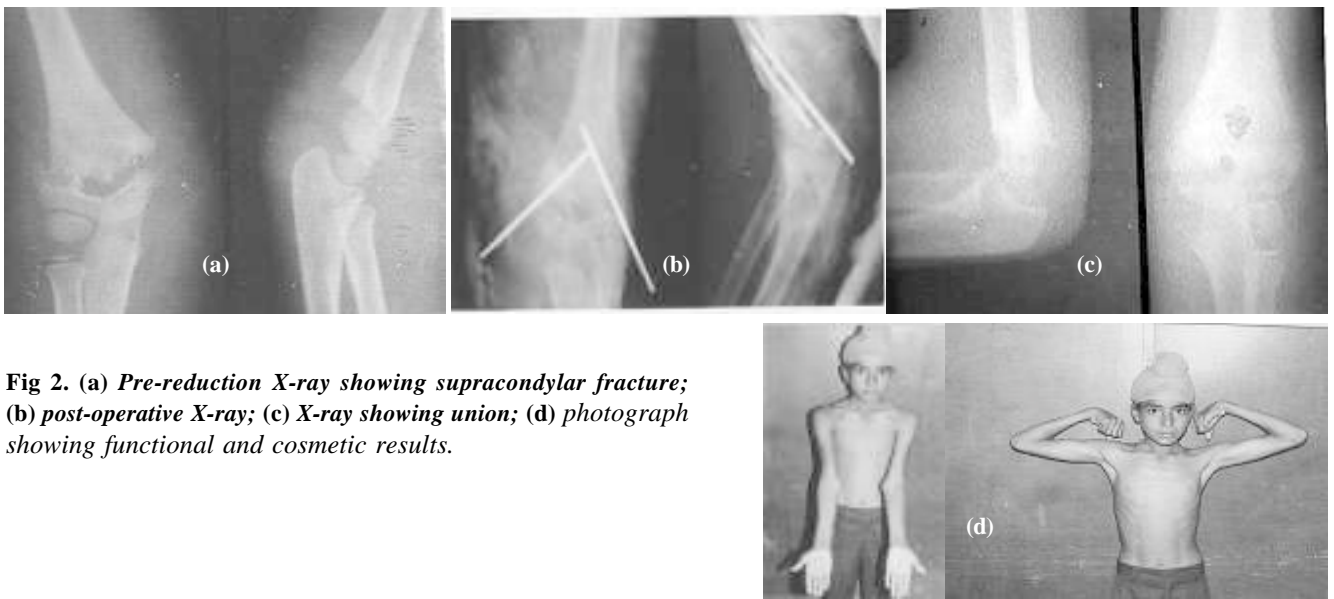 (a)
(b)
(c)
Fig 2. (a) Pre-reduction X-ray showing supracondylar fracture;
(b) post-operative X-ray; (c) X-ray showing union; (d) photograph
showing functional and cosmetic results.
(d)